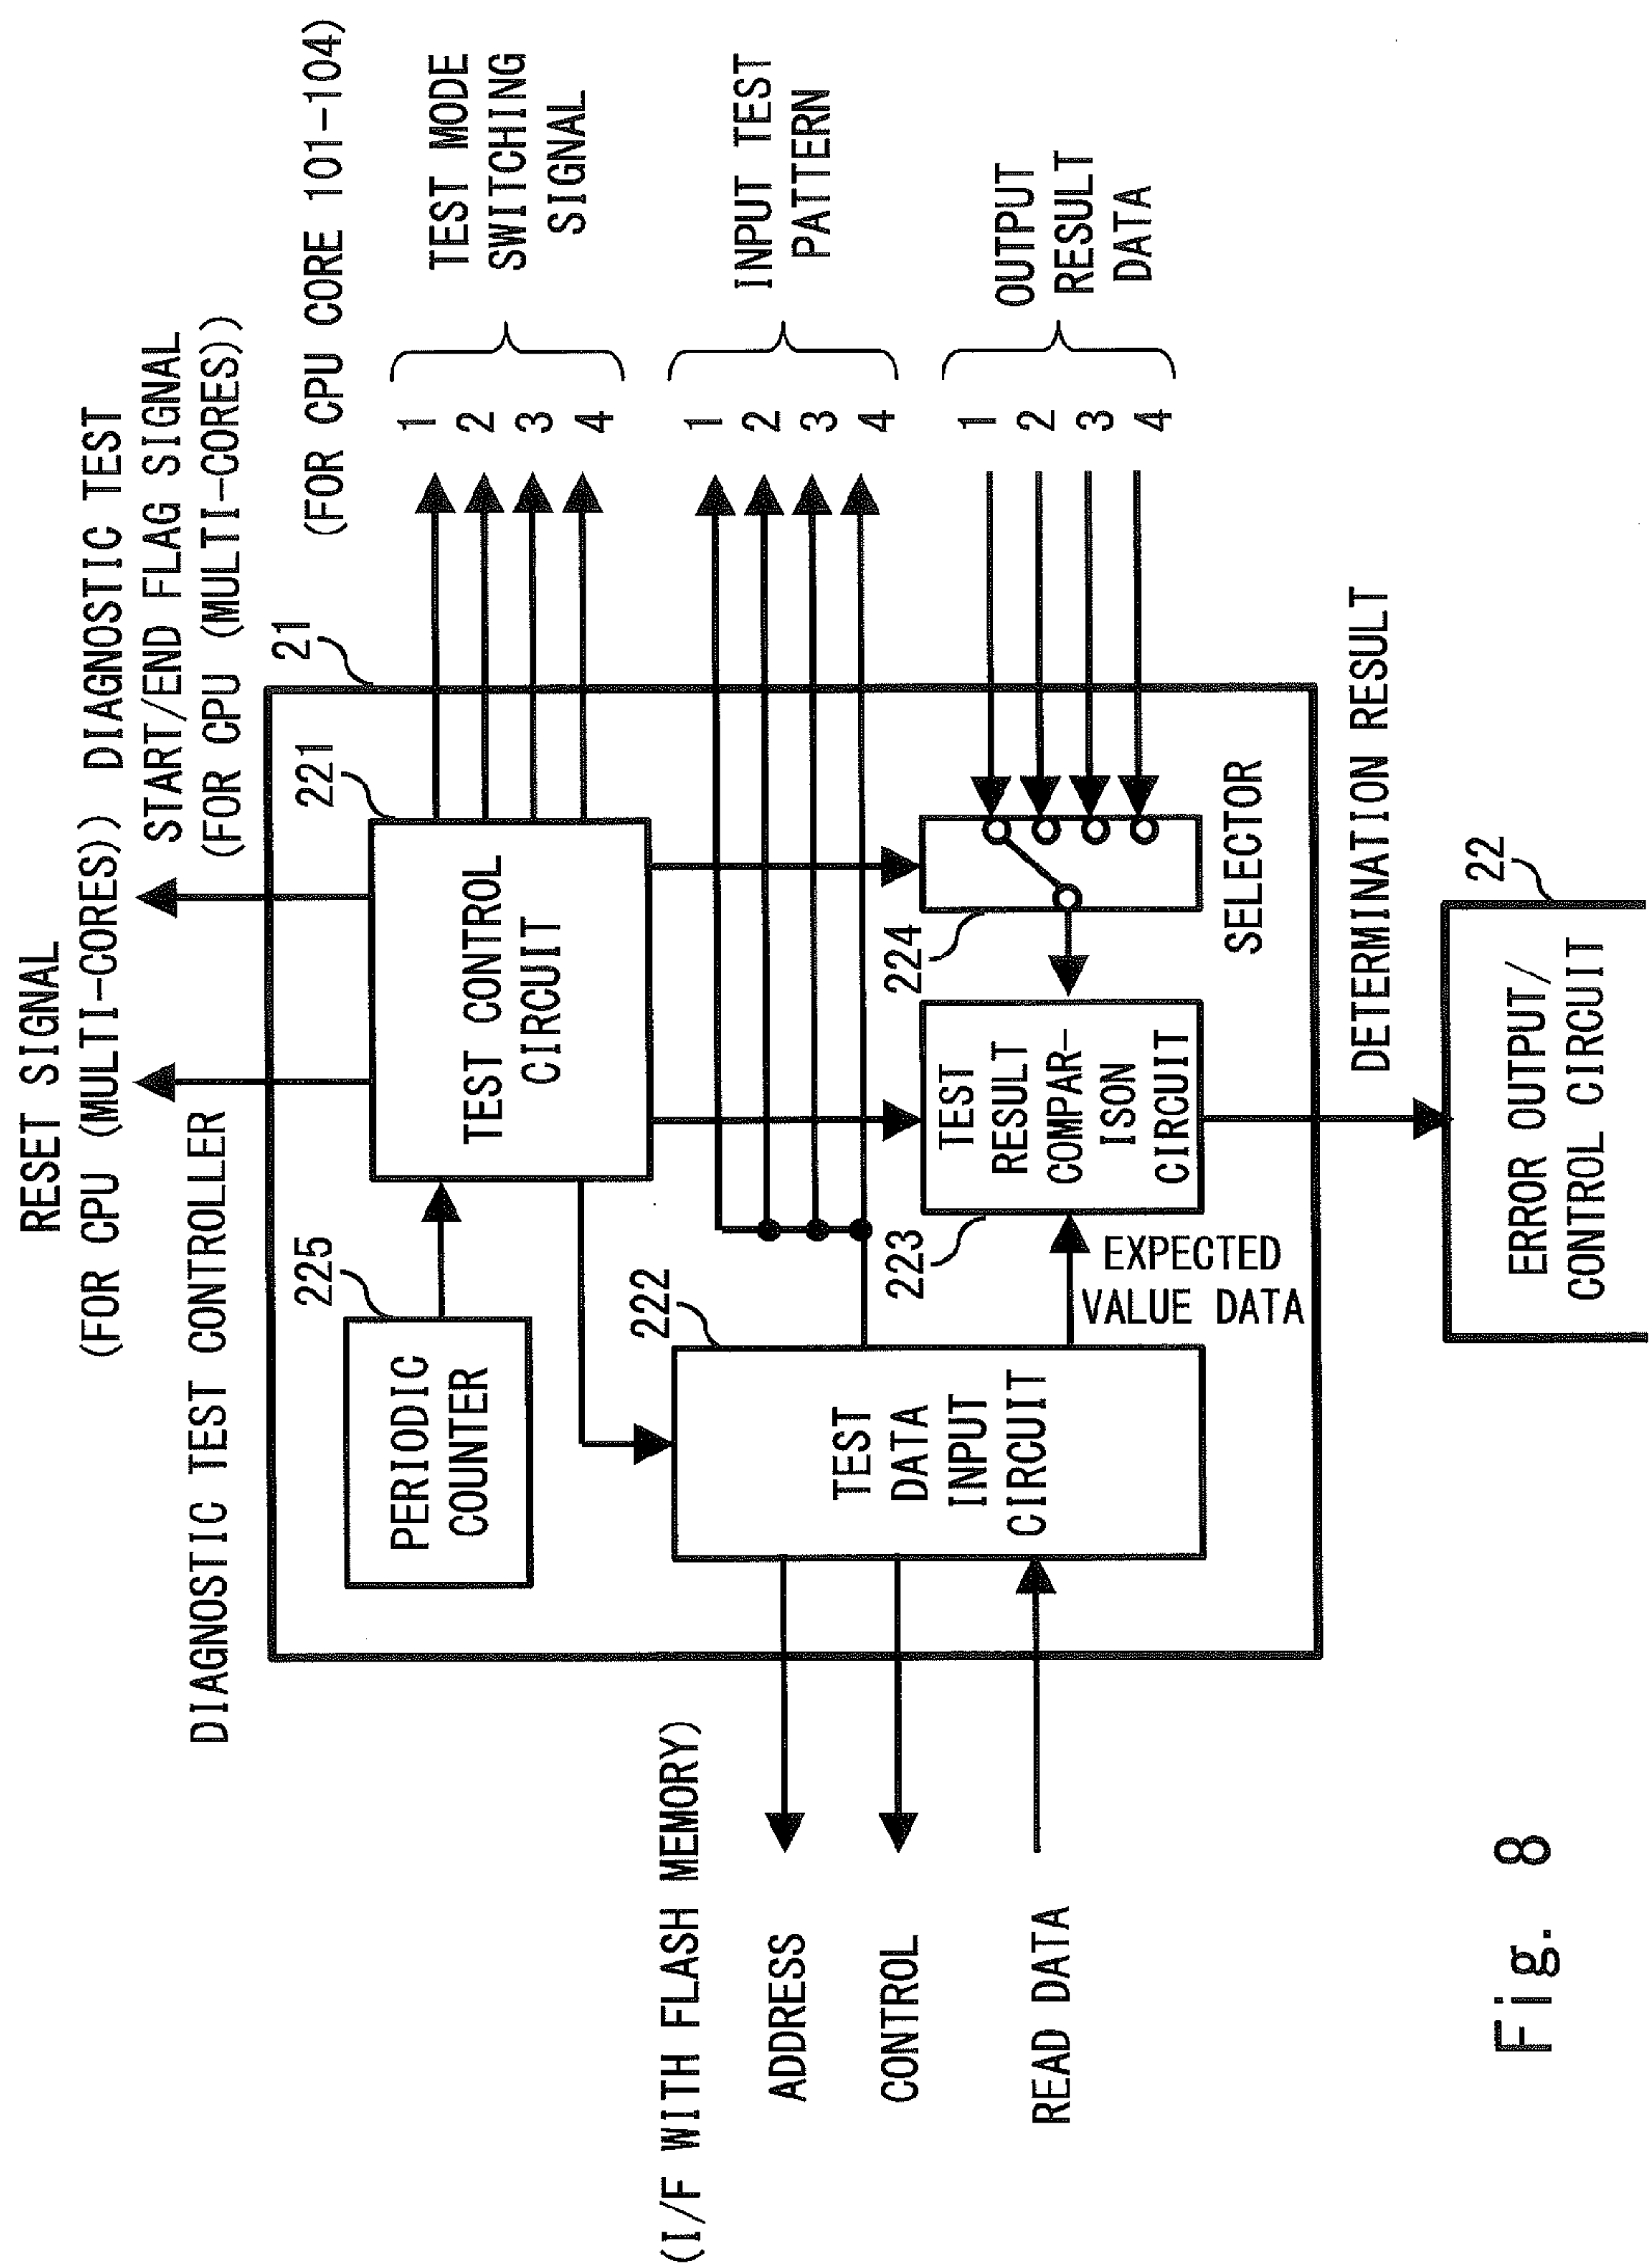 RESET SIGNAL
(FOR CPU (MULTI-CORES))
DIAGNOSTIC TEST
START/END FLAG SIGNAL
(FOR CPU (MULTI-CORES))
DIAGNOSTIC TEST CONTROLLER
21
(FOR CPU CORE 101-104)
225
PERIODIC
COUNTER
221
TEST CONTROL
CIRCUIT
1
2
3
4
TEST MODE
SWITCHING
SIGNAL
(I/F WITH FLASH MEMORY)
ADDRESS
CONTROL
READ DATA
222
TEST
DATA
INPUT
CIRCUIT
1
2
3
4
INPUT TEST
PATTERN
223
TEST
RESULT
COMPAR-
ISON
CIRCUIT
EXPECTED
VALUE DATA
224
SELECTOR
1
2
3
4
OUTPUT
RESULT
DATA
DETERMINATION RESULT
22
ERROR OUTPUT/
CONTROL CIRCUIT
Fig. 8